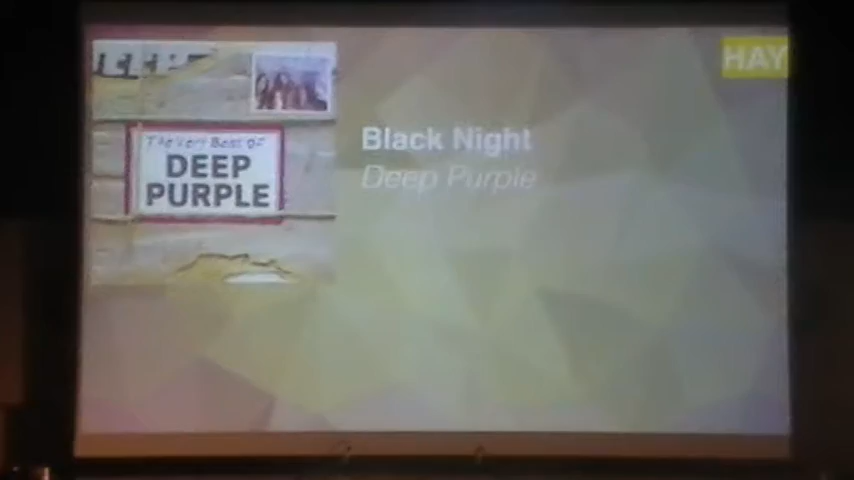 HAY
The Very Best of
DEEP
PURPLE
Black Night
Deep Purple